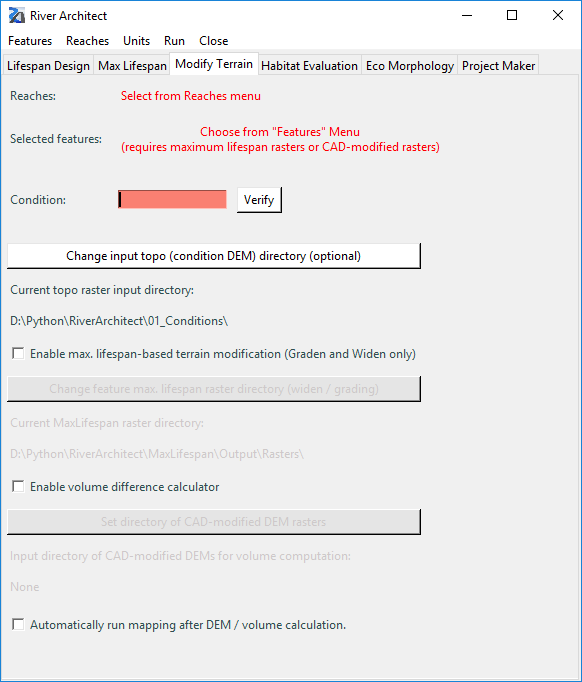 River Architect
Features Reaches Units Run Close
Lifespan Design Max Lifespan Modify Terrain Habitat Evaluation Eco Morphology Project Maker
Reaches: Select from Reaches menu
Choose from "Features" Menu
Selected features:
(requires maximum lifespan rasters or CAD-modified rasters)
Condition: Verify
Change input topo (condition DEM) directory (optional)
Current topo raster input directory:
D:\Python\RiverArchitect\01_Conditions\
Enable max. lifespan-based terrain modification (Graden and Widen only)
Change feature max. lifespan raster directory (widen / grading)
Current MaxLifespan raster directory:
D:\Python\RiverArchitect\MaxLifespan\Output\Rasters\
Enable volume difference calculator
Set directory of CAD-modified DEM rasters
Input directory of CAD-modified DEMs for volume computation:
None
Automatically run mapping after DEM / volume calculation.